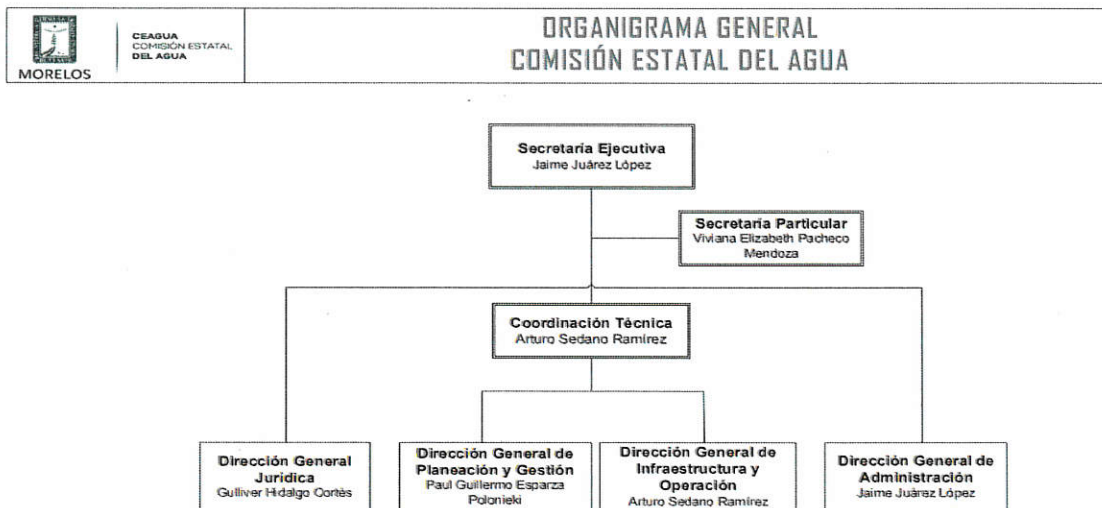 MORELOS
CEAGUA
COMISIÓN ESTATAL
DEL AGUA
ORGANIGRAMA GENERAL
COMISIÓN ESTATAL DEL AGUA
Secretaría Ejecutiva
Jaime Juárez López
Secretaría Particular
Viviana Elizabeth Pacheco
Mendoza
Coordinación Técnica
Arturo Sedano Ramírez
Dirección General
Jurídica
Gulliver Hidalgo Cortés
Dirección General de
Planeación y Gestión
Paul Guillermo Esparza
Polonieki
Dirección General de
Infraestructura y
Operación
Arturo Sedano Ramírez
Dirección General de
Administración
Jaime Juárez López